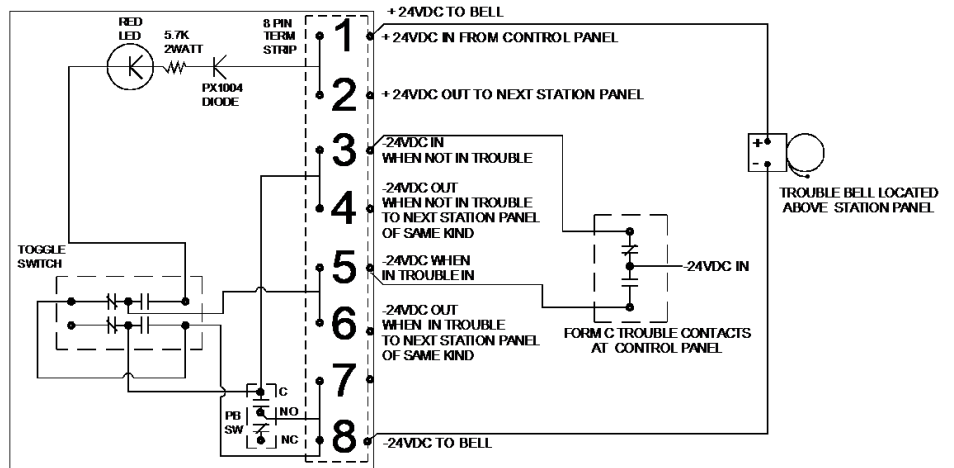 + 24VDC TO BELL
RED
LED
5.7K
2WATT
PX1004
DIODE
8 PIN
TERM
STRIP
1
+ 24VDC IN FROM CONTROL PANEL
2
+ 24VDC OUT TO NEXT STATION PANEL
3
-24VDC IN
WHEN NOT IN TROUBLE
4
-24VDC OUT
WHEN NOT IN TROUBLE
TO NEXT STATION PANEL
OF SAME KIND
5
-24VDC WHEN
IN TROUBLE IN
6
-24VDC OUT
WHEN IN TROUBLE
TO NEXT STATION PANEL
OF SAME KIND
7
8
-24VDC TO BELL
TOGGLE
SWITCH
C
PB
SW
NO
NC
+
-
TROUBLE BELL LOCATED
ABOVE STATION PANEL
-24VDC IN
FORM C TROUBLE CONTACTS
AT CONTROL PANEL